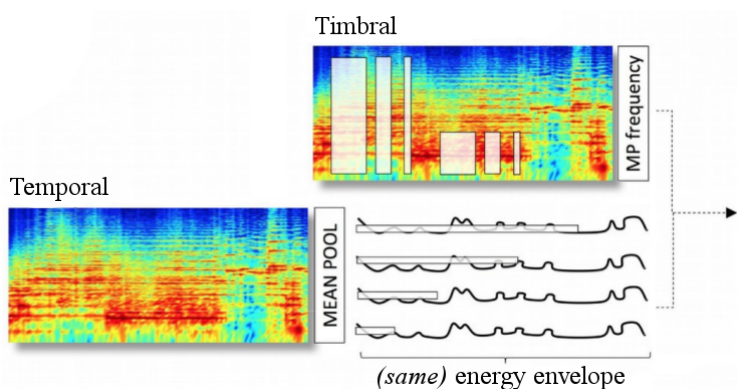 Timbral
MP frequency
Temporal
MEAN POOL
(same) energy envelope